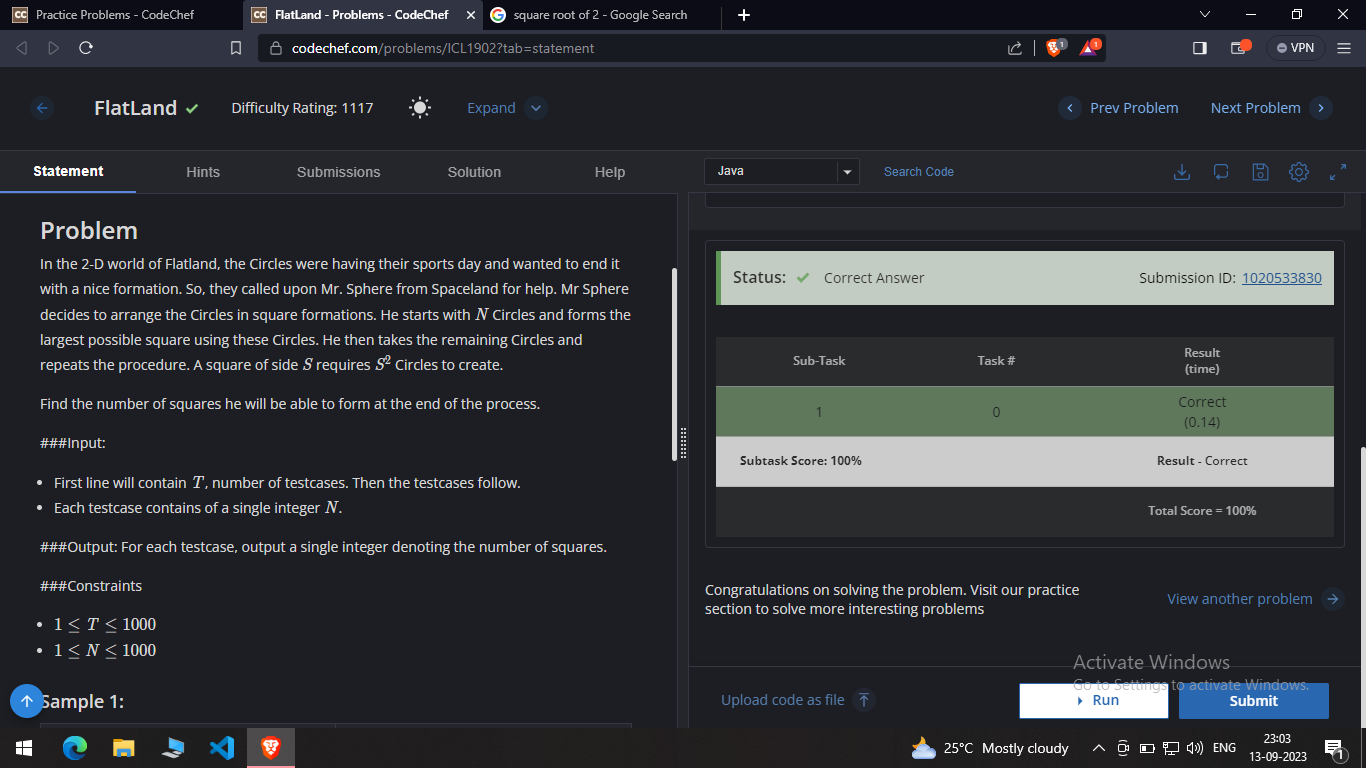 Practice Problems - CodeChef
FlatLand - Problems - CodeChef
square root of 2 - Google Search
codechef.com/problems/ICL1902?tab=statement
1
1
VPN
FlatLand
Difficulty Rating: 1117
Expand
Prev Problem
Next Problem
Statement
Hints
Submissions
Solution
Help
Java
Search Code
Problem
In the 2-D world of Flatland, the Circles were having their sports day and wanted to end it
with a nice formation. So, they called upon Mr. Sphere from Spaceland for help. Mr Sphere
decides to arrange the Circles in square formations. He starts with N Circles and forms the
largest possible square using these Circles. He then takes the remaining Circles and
repeats the procedure. A square of side S requires S² Circles to create.
Find the number of squares he will be able to form at the end of the process.
###Input:
• First line will contain T, number of testcases. Then the testcases follow.
• Each testcase contains of a single integer N.
###Output: For each testcase, output a single integer denoting the number of squares.
###Constraints
• 1 ≤ T ≤ 1000
• 1 ≤ N ≤ 1000
Sample 1:
Status: ✓ Correct Answer
Submission ID: 1020533830
Sub-Task
Task #
Result
(time)
1
0
Correct
(0.14)
Subtask Score: 100%
Result - Correct
Total Score = 100%
Congratulations on solving the problem. Visit our practice
section to solve more interesting problems
View another problem
Activate Windows
Go to Settings to activate Windows.
Upload code as file
Run
Submit
25°C Mostly cloudy
ENG
23:03
13-09-2023
1